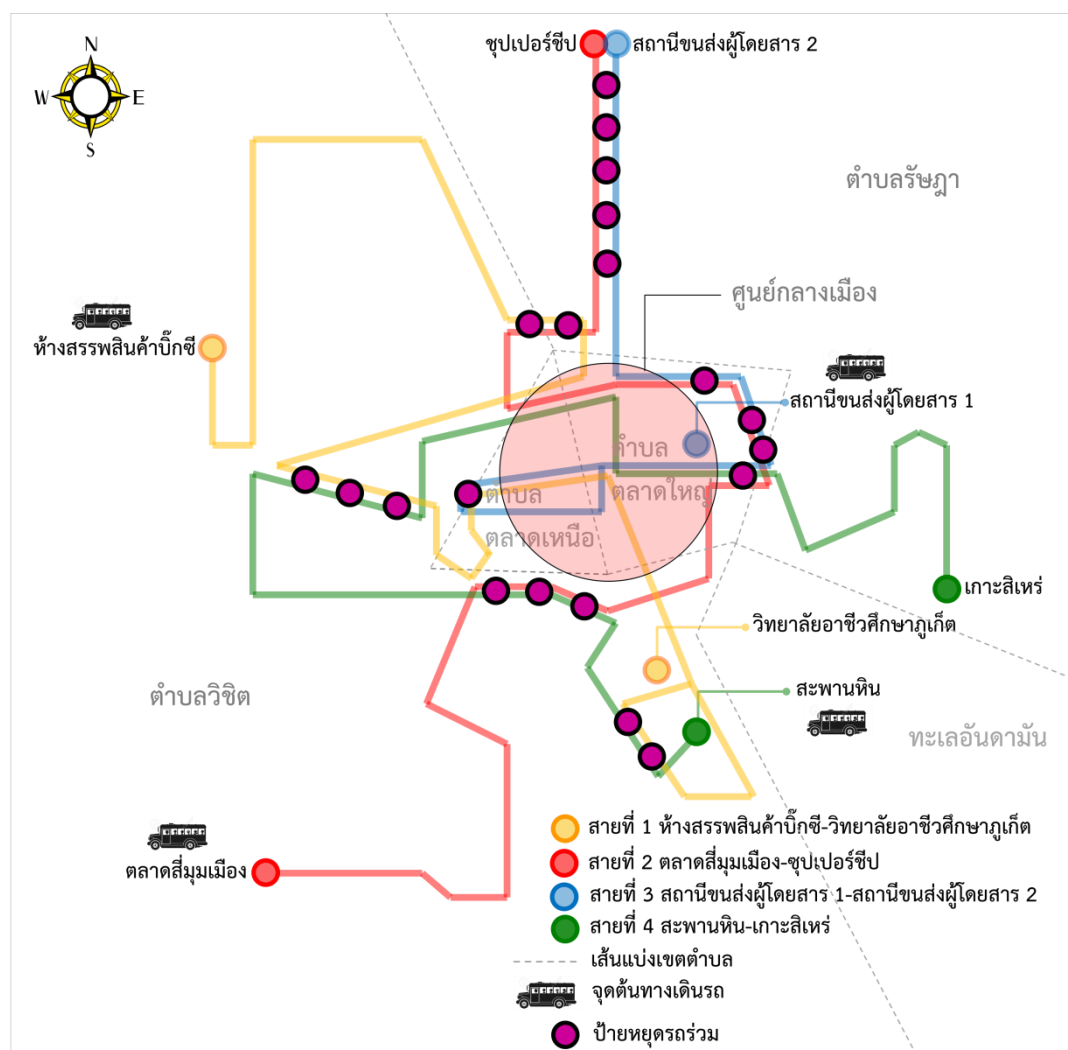 N
W
E
S
ซุปเปอร์ชีป
สถานีขนส่งผู้โดยสาร 2
ตำบลรัษฎา
ศูนย์กลางเมือง
ห้างสรรพสินค้าบิ๊กซี
สถานีขนส่งผู้โดยสาร 1
ตำบล
ตลาดใหญ่
ตำบล
ตลาดเหนือ
เกาะสิเหร่
วิทยาลัยอาชีวศึกษาภูเก็ต
สะพานหิน
ตำบลวิชิต
ทะเลอันดามัน
ตลาดสี่มุมเมือง
สายที่ 1 ห้างสรรพสินค้าบิ๊กซี-วิทยาลัยอาชีวศึกษาภูเก็ต
สายที่ 2 ตลาดสี่มุมเมือง-ซุปเปอร์ชีป
สายที่ 3 สถานีขนส่งผู้โดยสาร 1-สถานีขนส่งผู้โดยสาร 2
สายที่ 4 สะพานหิน-เกาะสิเหร่
เส้นแบ่งเขตตำบล
จุดต้นทางเดินรถ
ป้ายหยุดรถร่วม